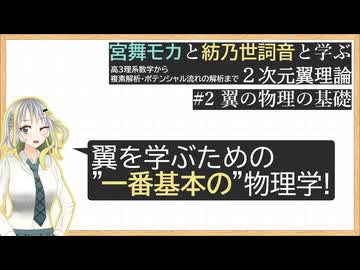 宮舞モカと紡乃世詞音と学ぶ
高3理系数学から
複素解析・ポテンシャル流れの解析まで
２次元翼理論
#2 翼の物理の基礎
翼を学ぶための
”一番基本の”物理学!